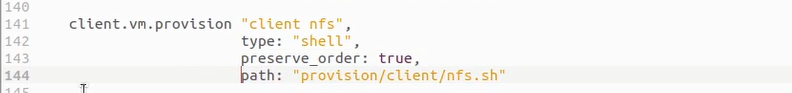 140
141 client.vm.provision "client nfs",
142 type: "shell",
143 preserve_order: true,
144 path: "provision/client/nfs.sh"
145